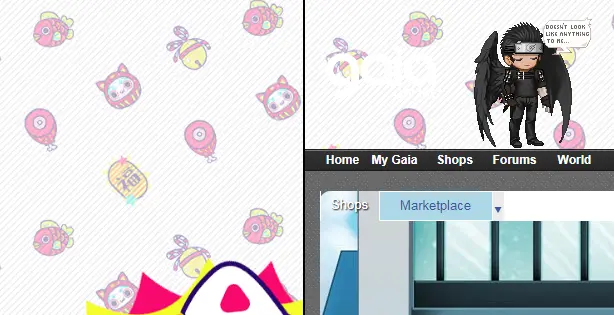 DOESN'T LOOK
LIKE ANYTHING
TO ME...
gaia
Home My Gaia Shops Forums World
福
Shops Marketplace